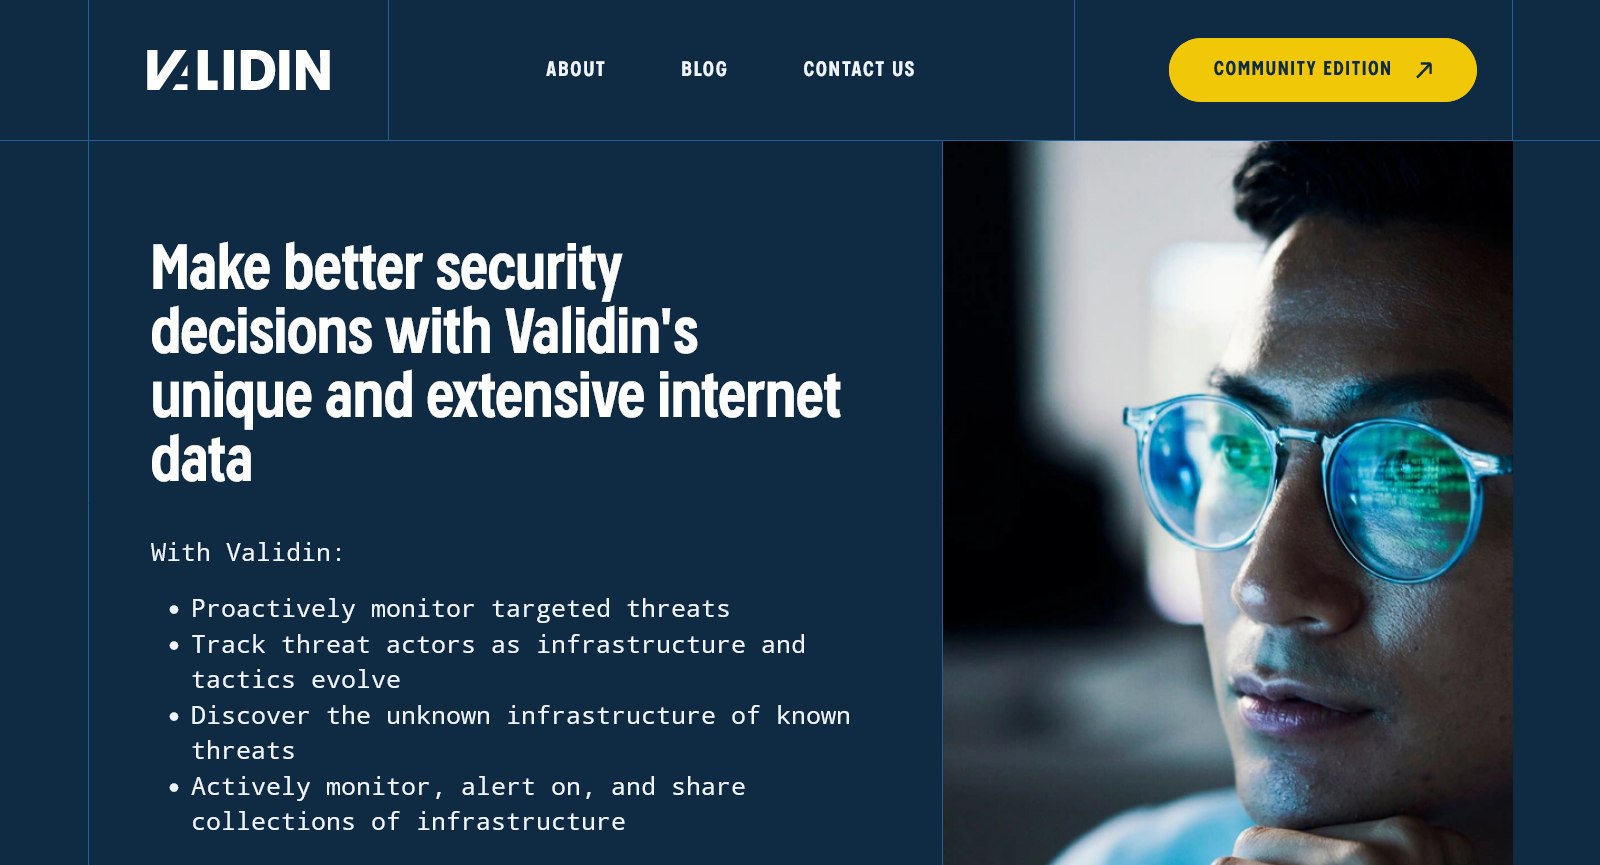 VALIDIN
ABOUT
BLOG
CONTACT US
COMMUNITY EDITION
Make better security
decisions with Validin's
unique and extensive internet
data
With Validin:
Proactively monitor targeted threats
Track threat actors as infrastructure and
tactics evolve
Discover the unknown infrastructure of known
threats
Actively monitor, alert on, and share
collections of infrastructure